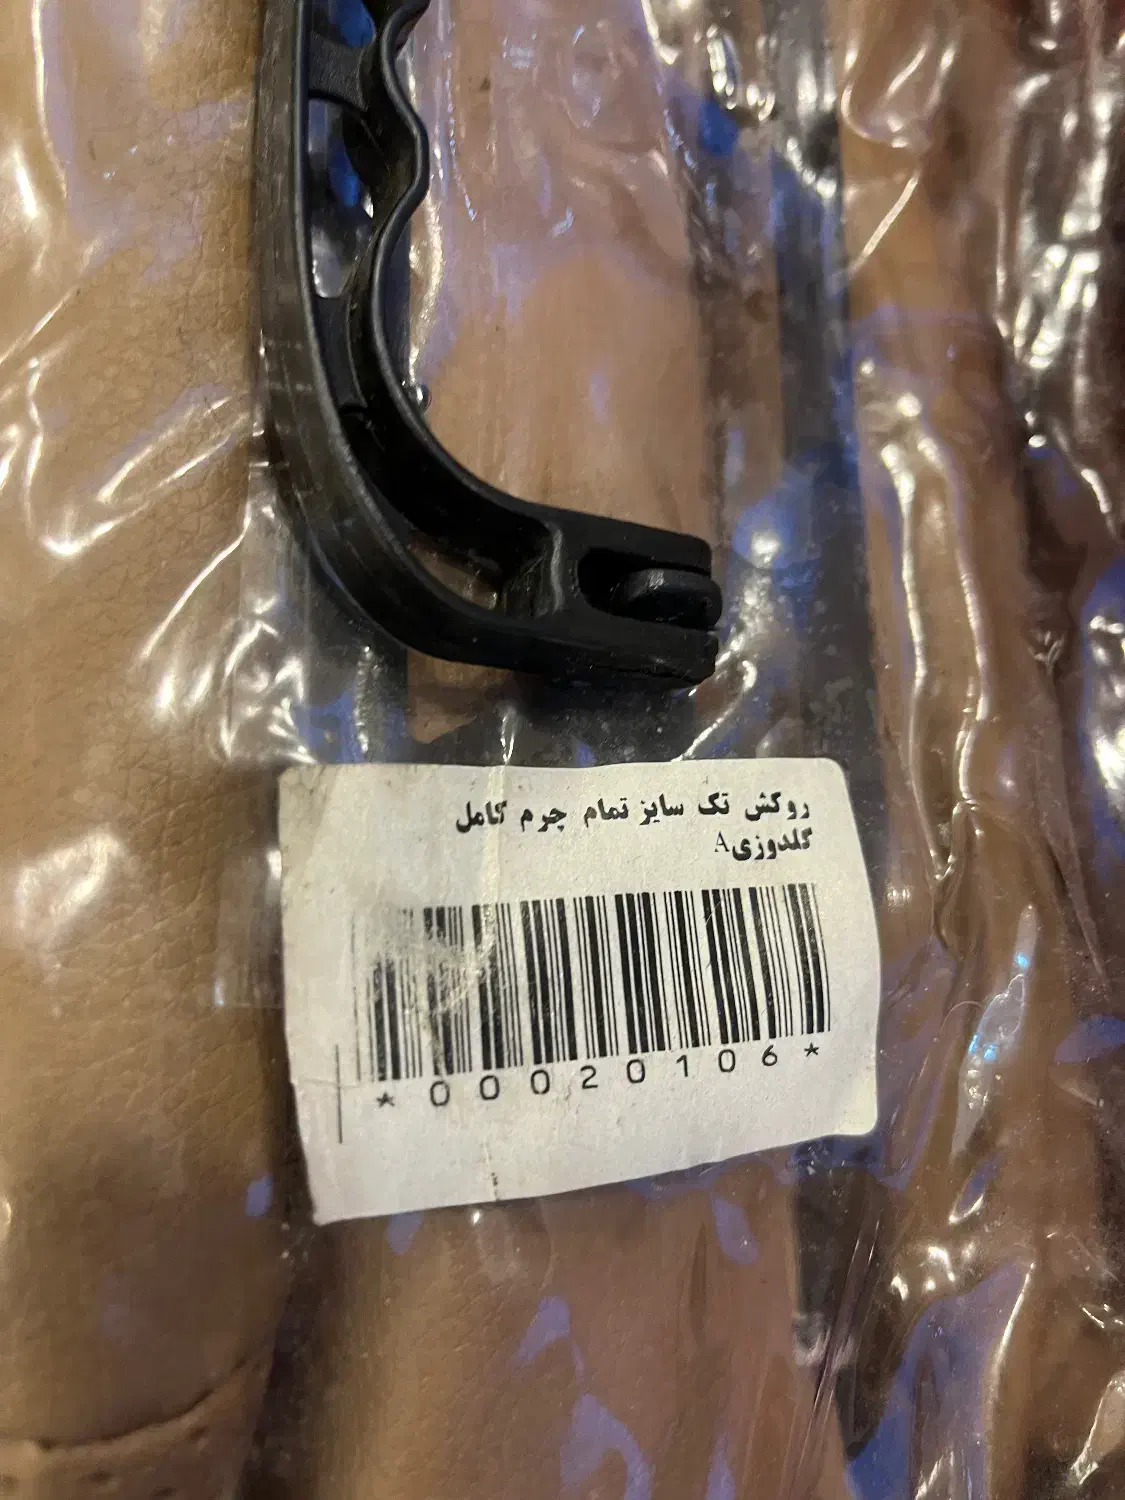 روکش تک سایز تمام چرم کامل
گلدوزیA
*00020106*